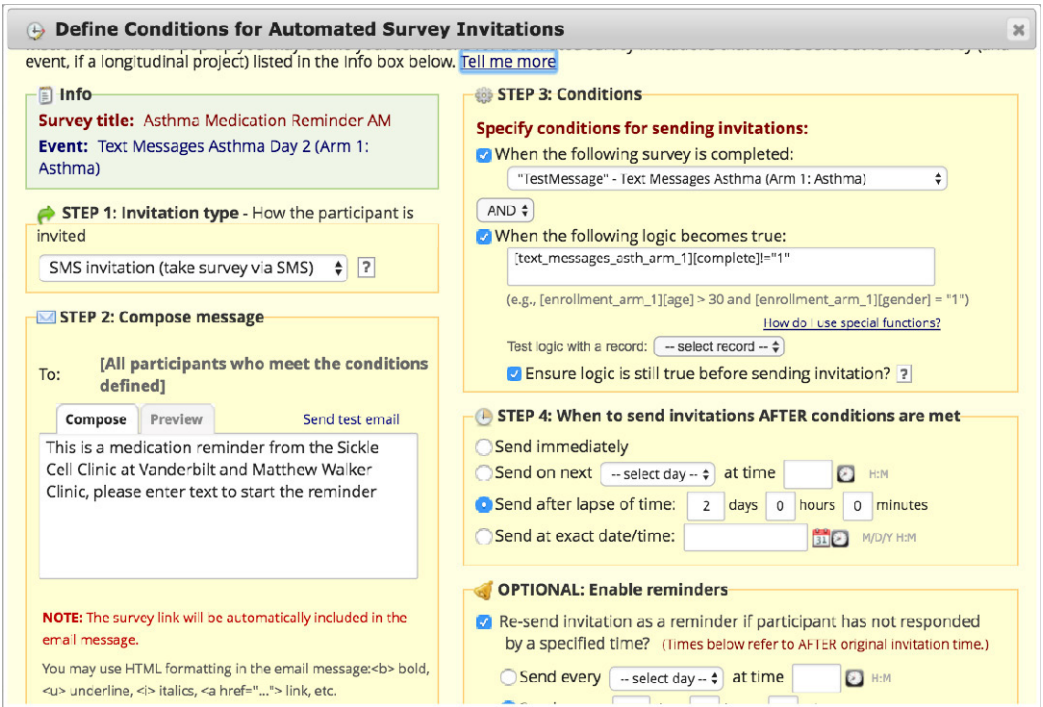 Define Conditions for Automated Survey Invitations
event, if a longitudinal project) listed in the Info box below. Tell me more
Info
Survey title: Asthma Medication Reminder AM
Event: Text Messages Asthma Day 2 (Arm 1:
Asthma)
STEP 1: Invitation type - How the participant is
invited
SMS invitation (take survey via SMS) ?
STEP 2: Compose message
To: [All participants who meet the conditions
defined]
Compose Preview Send test email
This is a medication reminder from the Sickle
Cell Clinic at Vanderbilt and Matthew Walker
Clinic, please enter text to start the reminder
NOTE: The survey link will be automatically included in the
email message.
You may use HTML formatting in the email message:<b> bold,
<u> underline, <i> italics, <a href="..."> link, etc.
STEP 3: Conditions
Specify conditions for sending invitations:
When the following survey is completed:
"TestMessage" - Text Messages Asthma (Arm 1: Asthma)
AND
When the following logic becomes true:
[text_messages_asth_arm_1][complete]!="1"
(e.g., [enrollment_arm_1][age] > 30 and [enrollment_arm_1][gender] = "1")
How do I use special functions?
Test logic with a record: -- select record --
Ensure logic is still true before sending invitation? ?
STEP 4: When to send invitations AFTER conditions are met
Send immediately
Send on next -- select day -- at time H:M
Send after lapse of time: 2 days 0 hours 0 minutes
Send at exact date/time: 31 M/D/Y H:M
OPTIONAL: Enable reminders
Re-send invitation as a reminder if participant has not responded
by a specified time? (Times below refer to AFTER original invitation time.)
Send every -- select day -- at time H:M